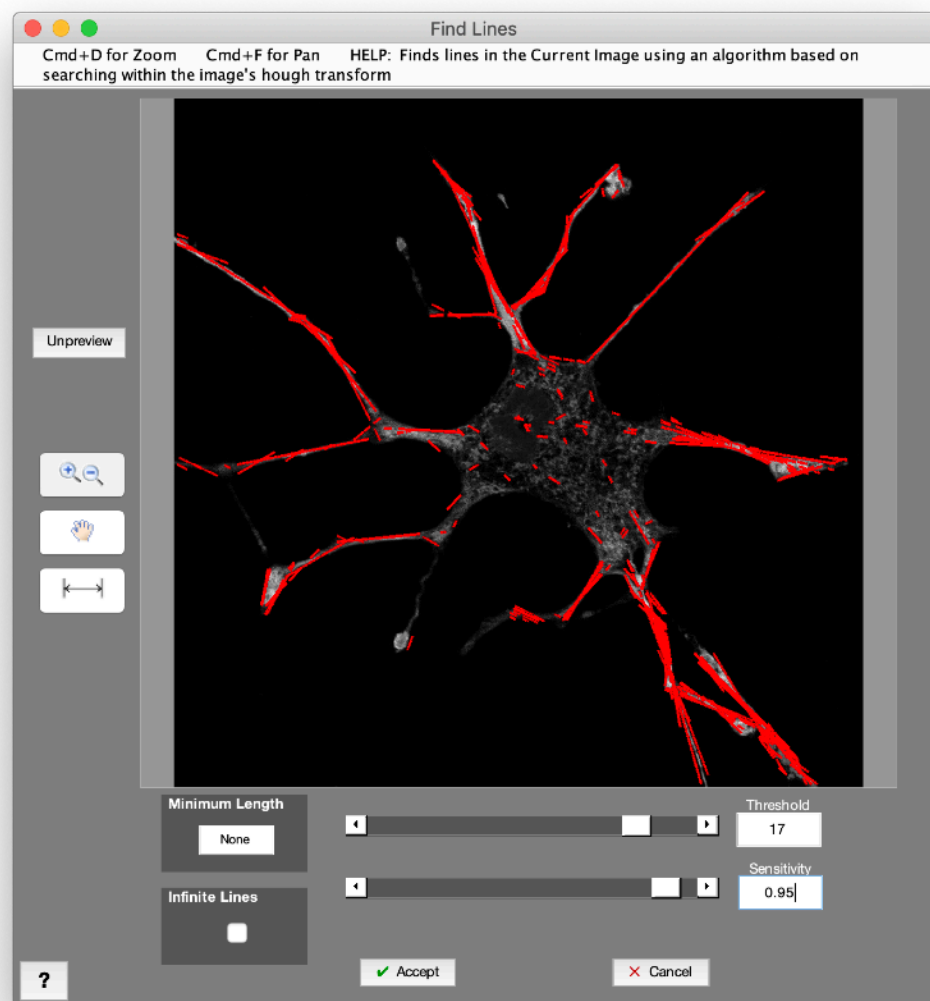 Find Lines
Cmd+D for Zoom Cmd+F for Pan HELP: Finds lines in the Current Image using an algorithm based on
searching within the image's hough transform
Unpreview
Minimum Length
None
Threshold
17
Sensitivity
0.95
Infinite Lines
?
Accept
Cancel